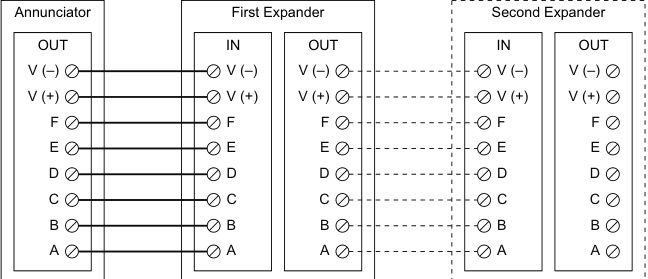 Annunciator First Expander Second Expander
OUT IN OUT IN OUT
V (–) V (–) V (–) V (–) V (–)
V (+) V (+) V (+) V (+) V (+)
F F F F F
E E E E E
D D D D D
C C C C C
B B B B B
A A A A A